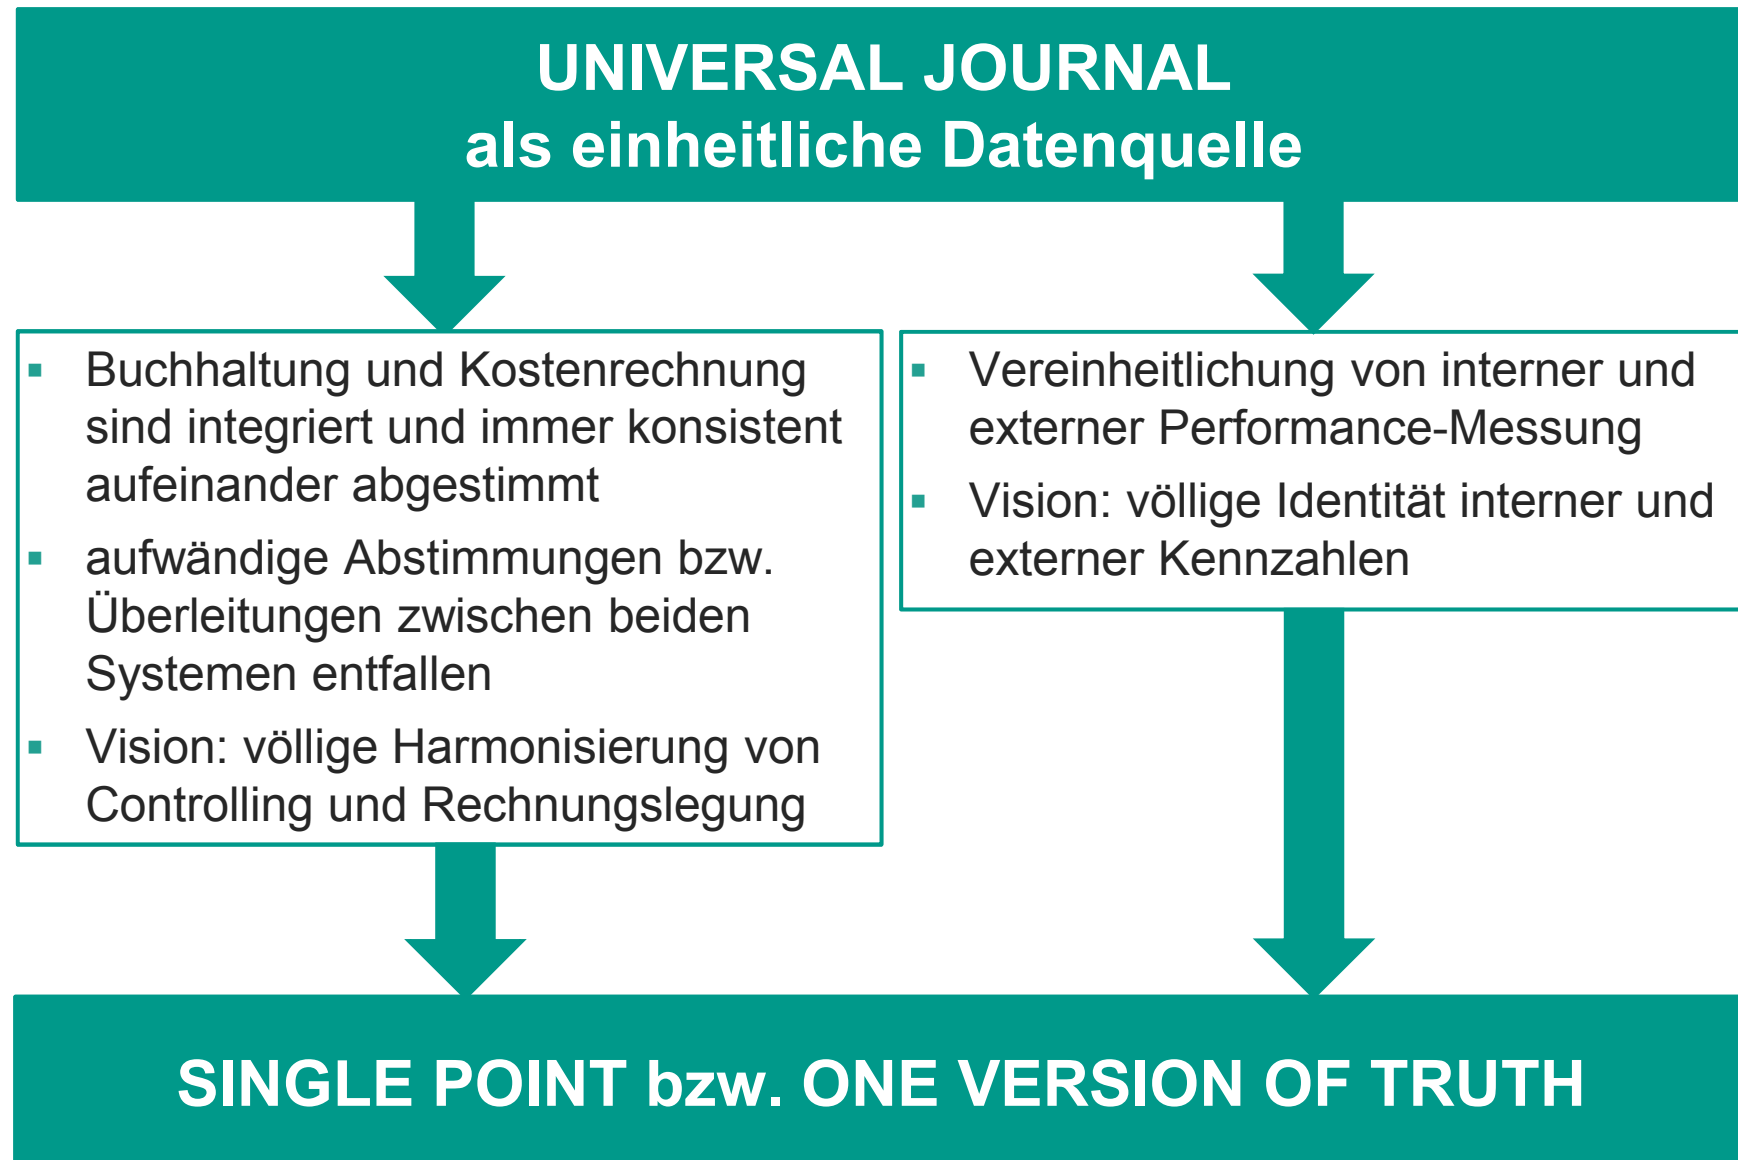 UNIVERSAL JOURNAL
als einheitliche Datenquelle
▪ Buchhaltung und Kostenrechnung
sind integriert und immer konsistent
aufeinander abgestimmt
▪ aufwändige Abstimmungen bzw.
Überleitungen zwischen beiden
Systemen entfallen
▪ Vision: völlige Harmonisierung von
Controlling und Rechnungslegung
▪ Vereinheitlichung von interner und
externer Performance-Messung
▪ Vision: völlige Identität interner und
externer Kennzahlen
SINGLE POINT bzw. ONE VERSION OF TRUTH